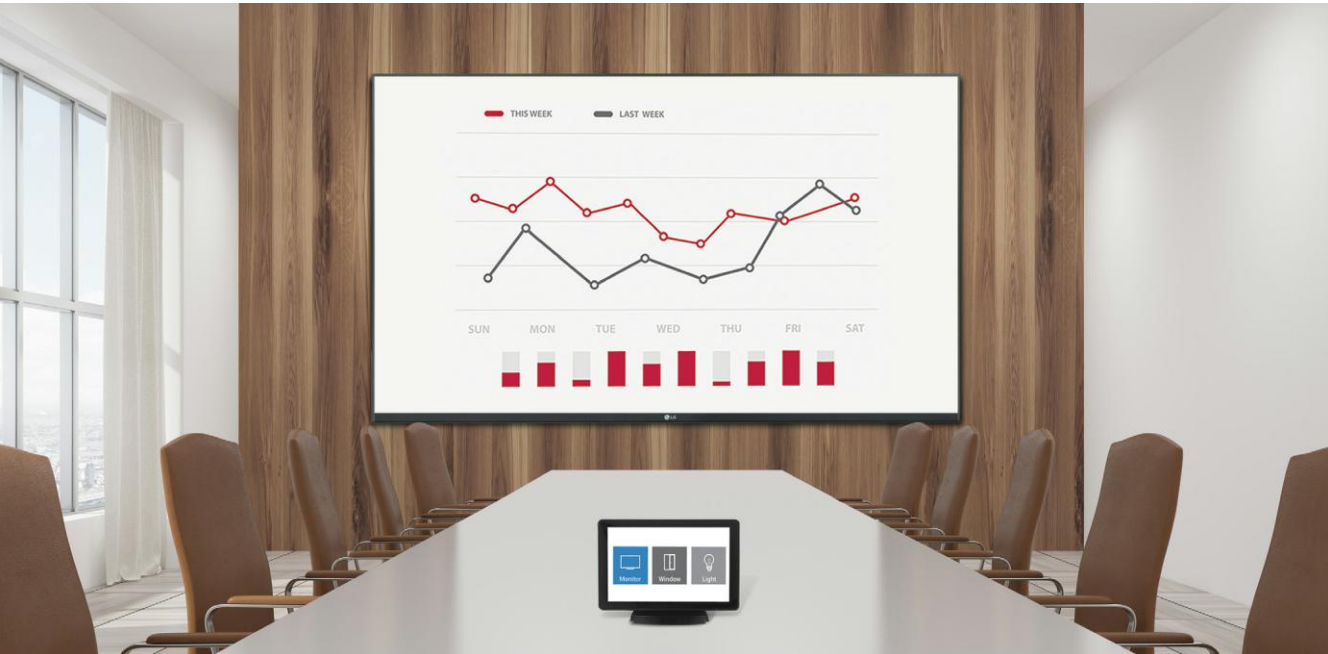 THIS WEEK LAST WEEK
SUN MON TUE WED THU FRI SAT
LG
Monitor Window Light